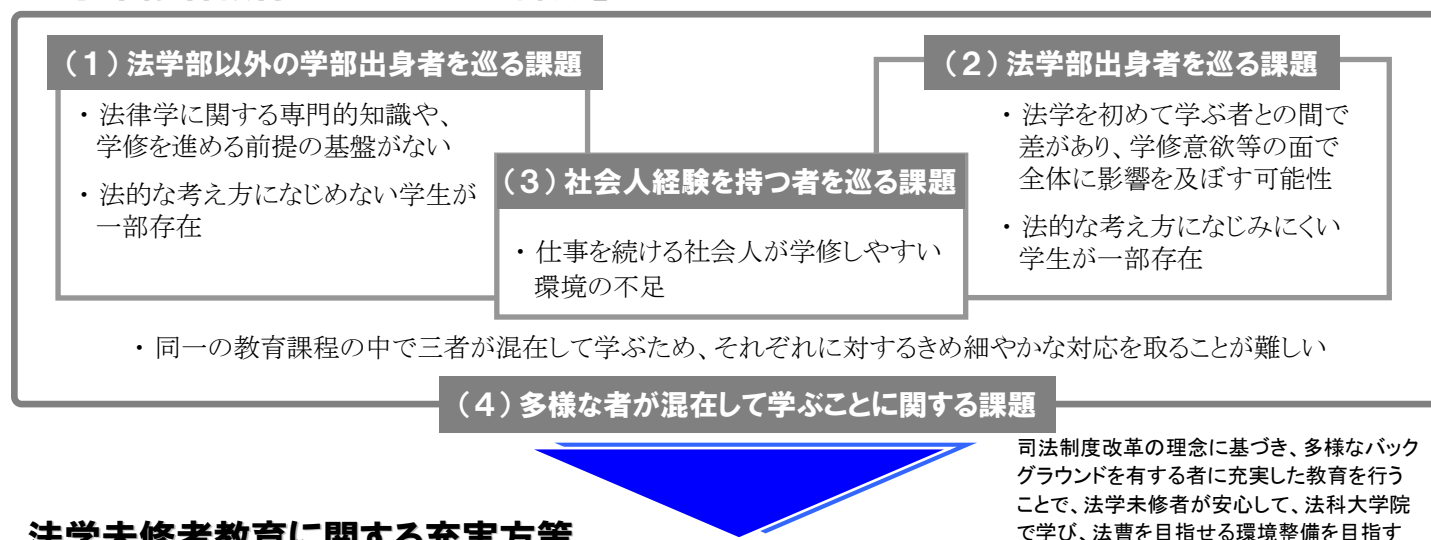 (1)法学部以外の学部出身者を巡る課題
・法律学に関する専門的知識や、
学修を進める前提の基盤がない
・法的な考え方になじめない学生が
一部存在
(2)法学部出身者を巡る課題
・法学を初めて学ぶ者との間で
差があり、学修意欲等の面で
全体に影響を及ぼす可能性
・法的な考え方になじみにくい
学生が一部存在
(3)社会人経験を持つ者を巡る課題
・仕事を続ける社会人が学修しやすい
環境の不足
・同一の教育課程の中で三者が混在して学ぶため、それぞれに対するきめ細やかな対応を取ることが難しい
(4)多様な者が混在して学ぶことに関する課題
司法制度改革の理念に基づき、多様なバック
グラウンドを有する者に充実した教育を行う
ことで、法学未修者が安心して、法科大学院
で学び、法曹を目指せる環境整備を目指す
法学未修者教育に関する充実方策